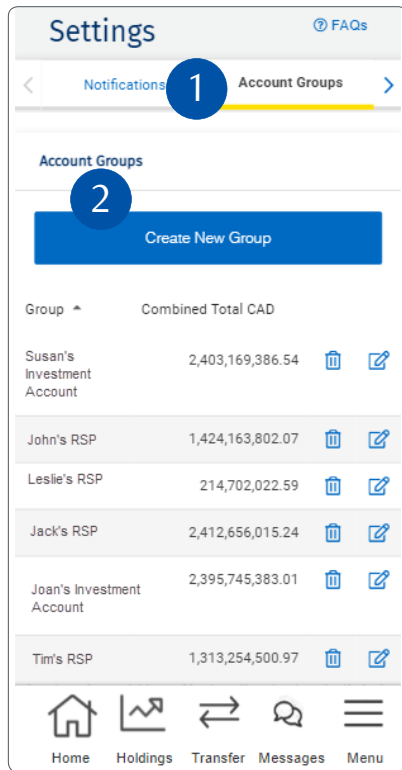 Settings
FAQs
Notifications
1
Account Groups
Account Groups
2
Create New Group
Group
Combined Total CAD
Susan's
Investment
Account
2,403,169,386.54
John's RSP
1,424,163,802.07
Leslie's RSP
214,702,022.59
Jack's RSP
2,412,656,015.24
Joan's Investment
Account
2,395,745,383.01
Tim's RSP
1,313,254,500.97
Home
Holdings
Transfer
Messages
Menu